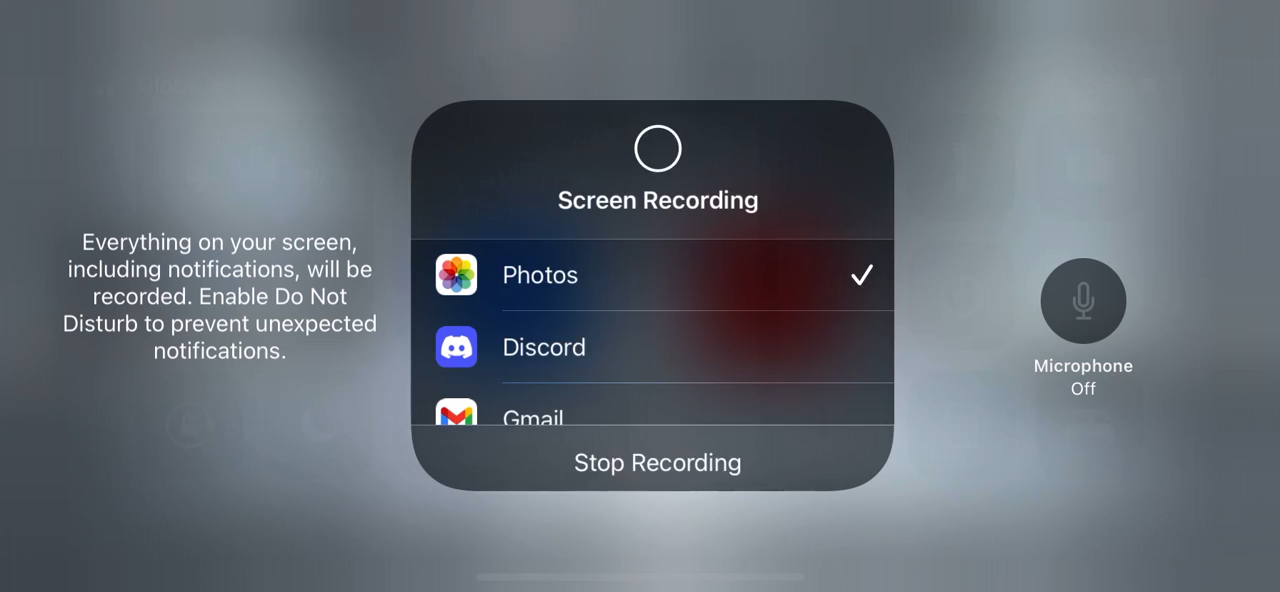 Everything on your screen,
including notifications, will be
recorded. Enable Do Not
Disturb to prevent unexpected
notifications.
Screen Recording
Photos
Discord
Gmail
Stop Recording
Microphone
Off